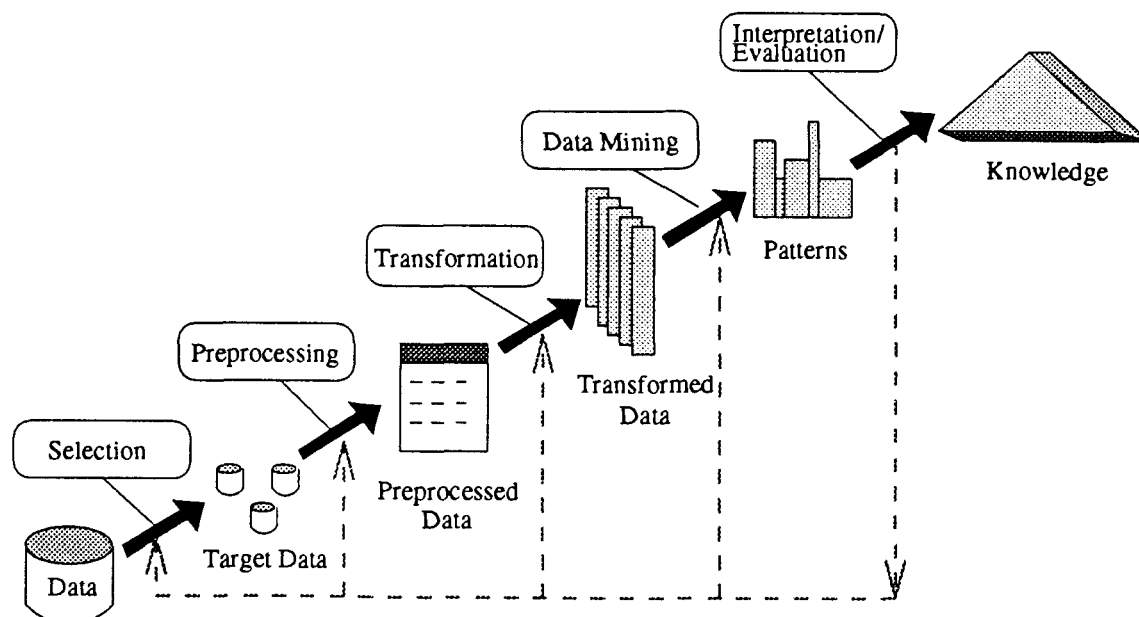 Interpretation/
Evaluation
Knowledge
Data Mining
Patterns
Transformation
Transformed
Data
Preprocessing
Preprocessed
Data
Selection
Target Data
Data